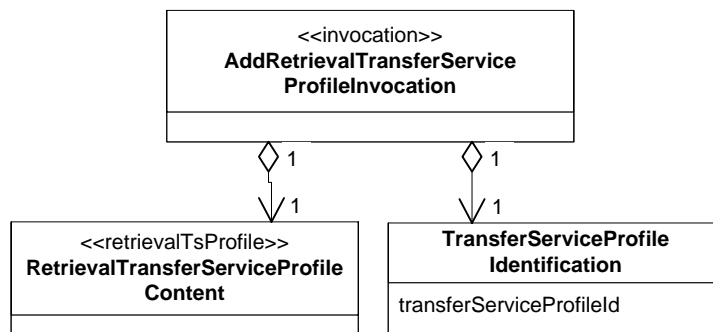 <<invocation>>
AddRetrievalTransferService
ProfileInvocation
1
1
1
1
<<retrievalTsProfile>>
RetrievalTransferServiceProfile
Content
TransferServiceProfile
Identification
transferServiceProfileId